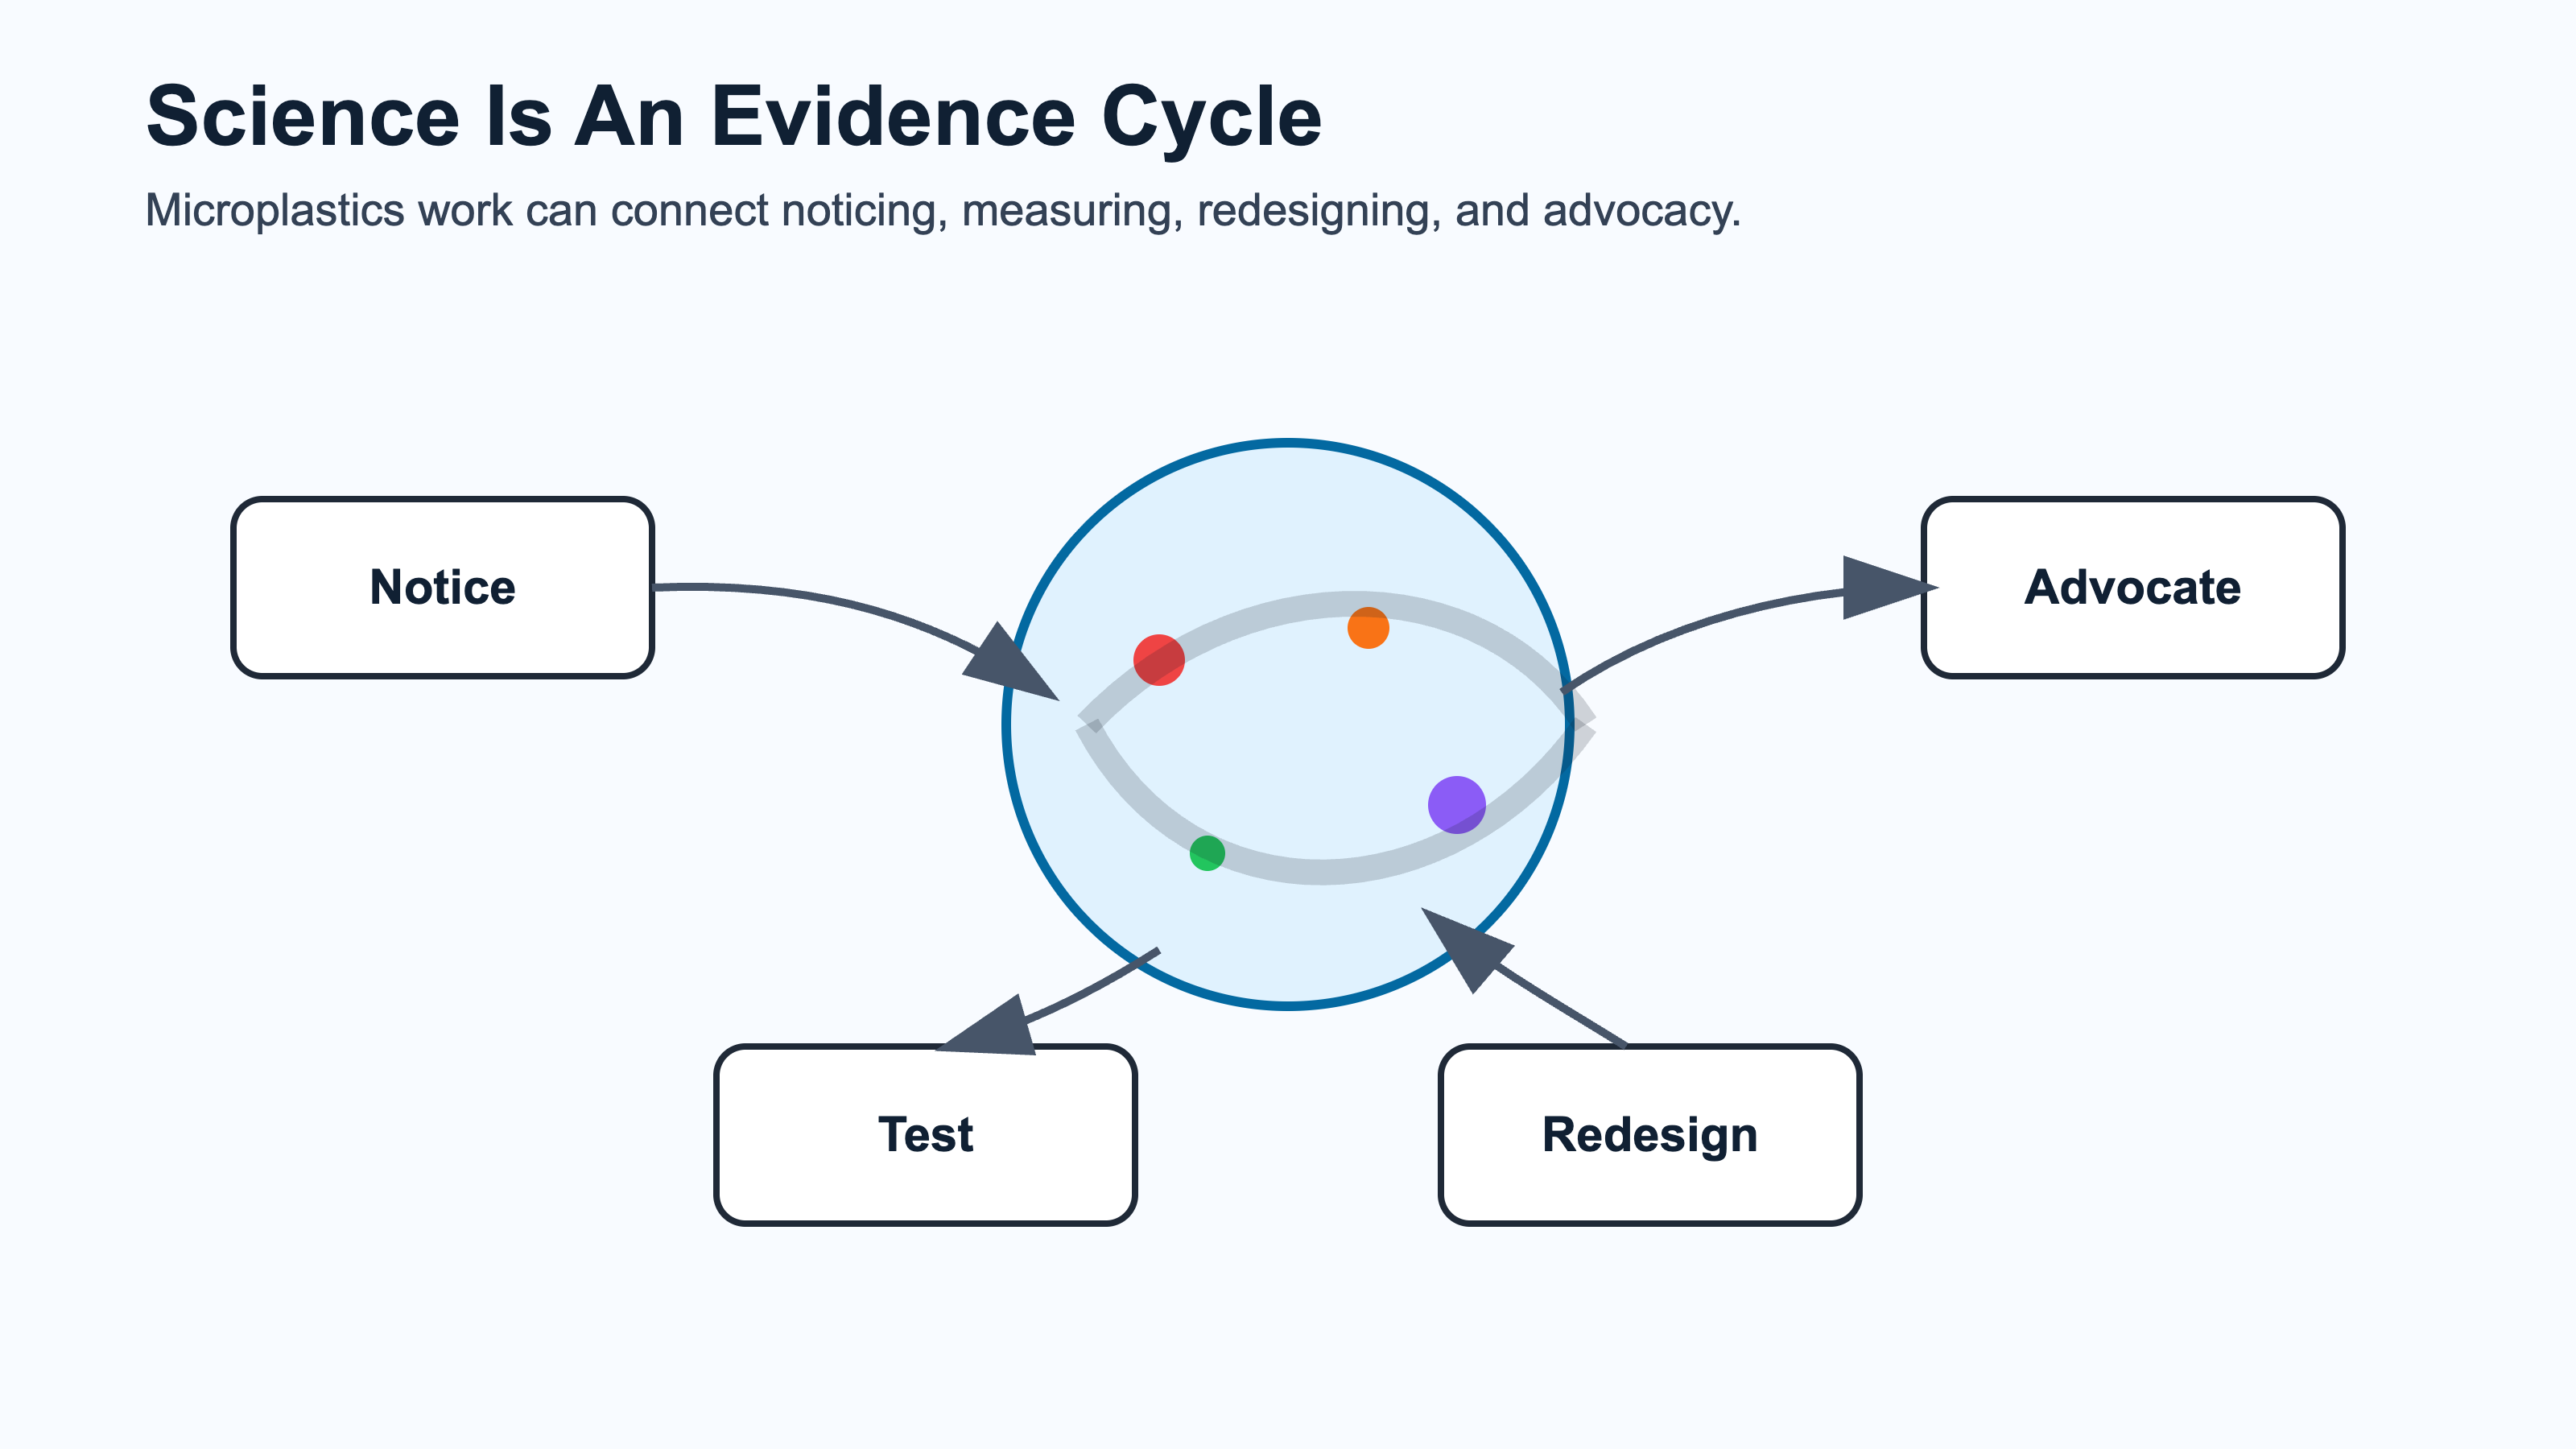 Science Is An Evidence Cycle
Microplastics work can connect noticing, measuring, redesigning, and advocacy.
Notice
Advocate
Test
Redesign